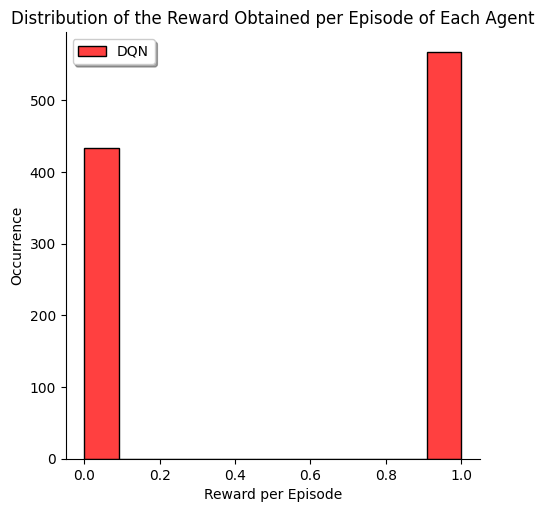 Distribution of the Reward Obtained per Episode of Each Agent
DQN
500
400
300
200
100
0
Occurrence
0.0 0.2 0.4 0.6 0.8 1.0
Reward per Episode